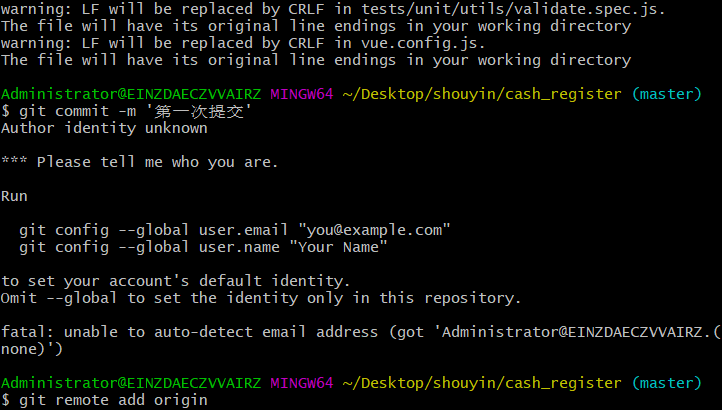 warning: LF will be replaced by CRLF in tests/unit/utils/validate.spec.js.
The file will have its original line endings in your working directory
warning: LF will be replaced by CRLF in vue.config.js.
The file will have its original line endings in your working directory
Administrator@EINZDAECZVVAIRZ MINGW64 ~/Desktop/shouyin/cash_register (master)
$ git commit -m '第一次提交'
Author identity unknown
*** Please tell me who you are.
Run
git config --global user.email "you@example.com"
git config --global user.name "Your Name"
to set your account's default identity.
Omit --global to set the identity only in this repository.
fatal: unable to auto-detect email address (got 'Administrator@EINZDAECZVVAIRZ.(
none)')
Administrator@EINZDAECZVVAIRZ MINGW64 ~/Desktop/shouyin/cash_register (master)
$ git remote add origin